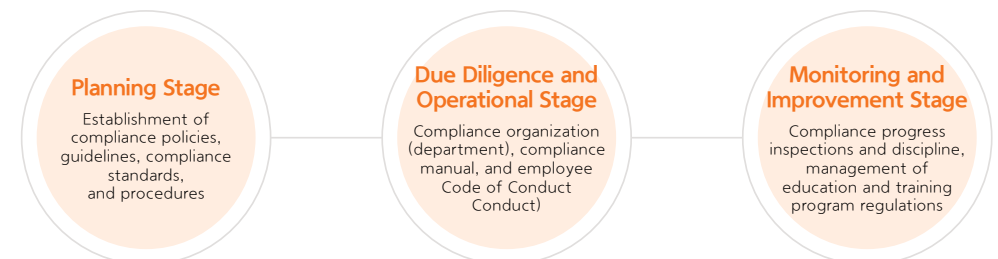 Planning Stage
Establishment of
compliance policies,
guidelines, compliance
standards,
and procedures
Due Diligence and
Operational Stage
Compliance organization
(department), compliance
manual, and employee
Code of Conduct
Conduct)
Monitoring and
Improvement Stage
Compliance progress
inspections and discipline,
management of
education and training
program regulations